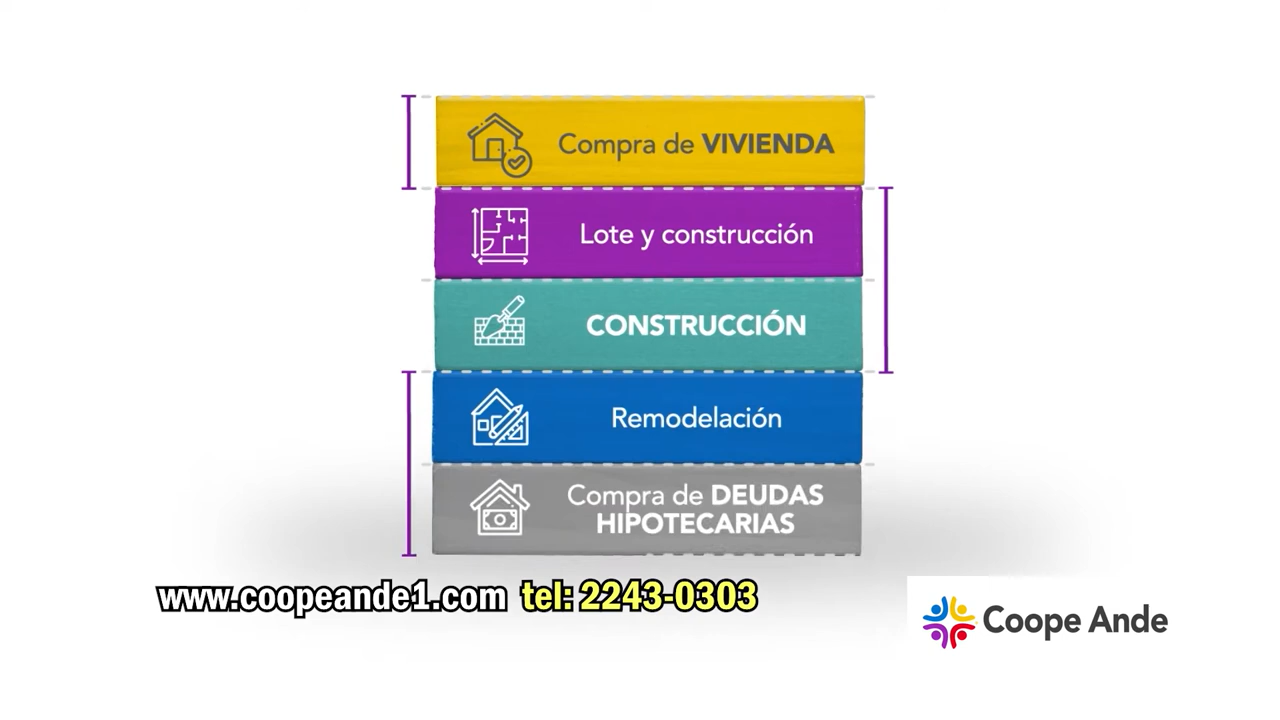 Compra de VIVIENDA
Lote y construcción
CONSTRUCCIÓN
Remodelación
Compra de DEUDAS
HIPOTECARIAS
www.coopeande1.com tel: 2243-0303
Coope Ande